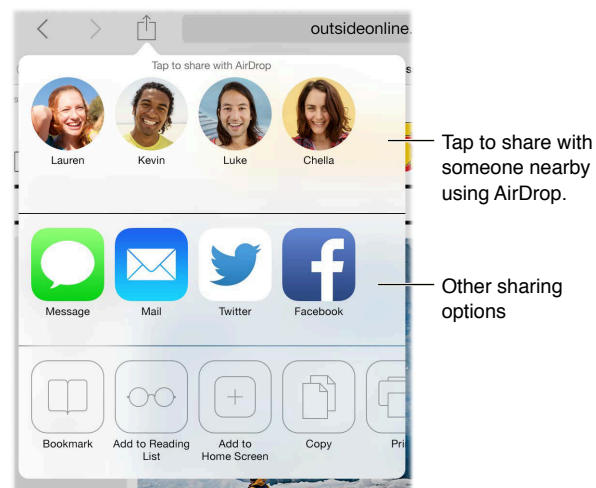 outsideonline.
Tap to share with AirDrop
Lauren
Kevin
Luke
Chella
Tap to share with
someone nearby
using AirDrop.
Message
Mail
Twitter
Facebook
Other sharing
options
Bookmark
Add to Reading
List
Add to
Home Screen
Copy
Pri